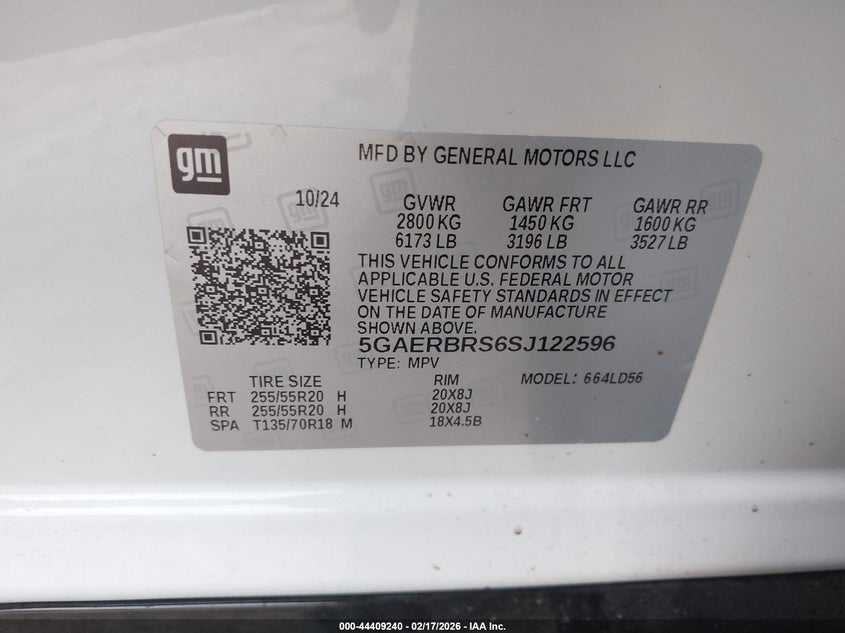 gm
MFD BY GENERAL MOTORS LLC
10/24
GVWR GAWR FRT GAWR RR
2800 KG 1450 KG 1600 KG
6173 LB 3196 LB 3527 LB
THIS VEHICLE CONFORMS TO ALL
APPLICABLE U.S. FEDERAL MOTOR
VEHICLE SAFETY STANDARDS IN EFFECT
ON THE DATE OF MANUFACTURE
SHOWN ABOVE.
5GAERBRS6SJ122596
TYPE: MPV MODEL: 664LD56
TIRE SIZE RIM
FRT 255/55R20 H 20X8J
RR 255/55R20 H 20X8J
SPA T135/70R18 M 18X4.5B
000-44409240 - 02/17/2026 - IAA Inc.